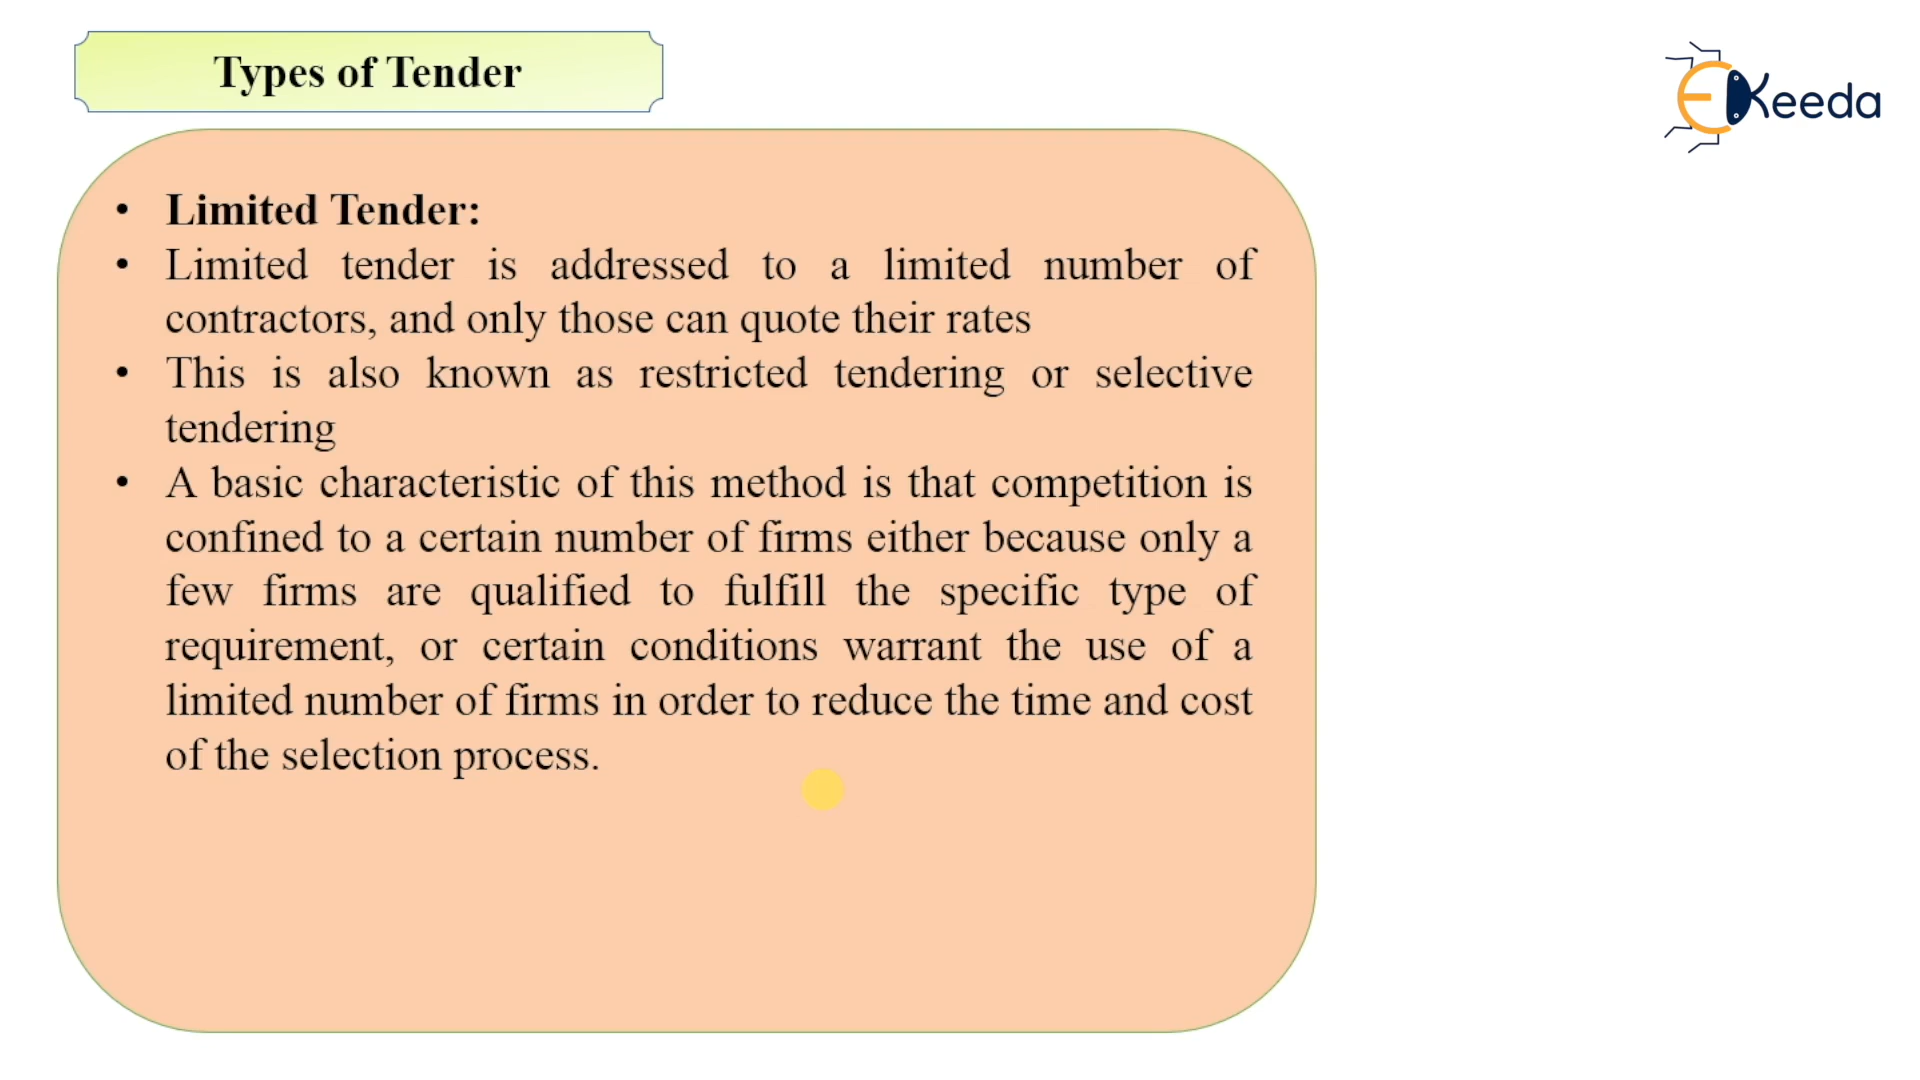 Types of Tender
EKeeda
• Limited Tender:
• Limited tender is addressed to a limited number of
contractors, and only those can quote their rates
• This is also known as restricted tendering or selective
tendering
• A basic characteristic of this method is that competition is
confined to a certain number of firms either because only a
few firms are qualified to fulfill the specific type of
requirement, or certain conditions warrant the use of a
limited number of firms in order to reduce the time and cost
of the selection process.